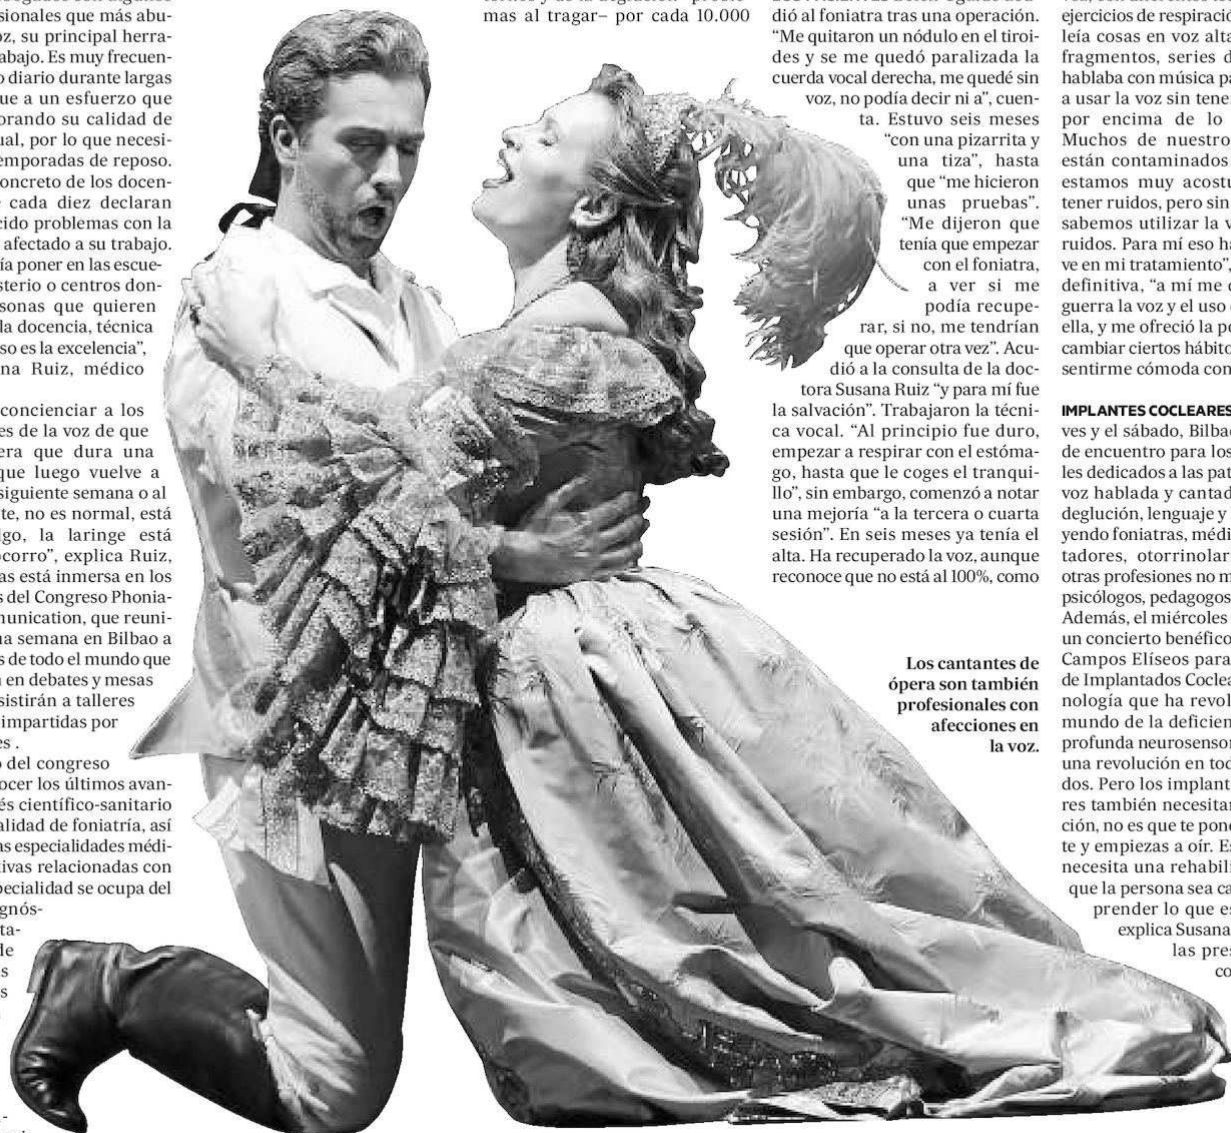 sionales que más abu-
oz, su principal herra-
abajo. Es muy frecuen-
o diario durante largas
ue a un esfuerzo que
orando su calidad de
ual, por lo que necesi-
emporadas de reposo.
oncreto de los docen-
e cada diez declaran
cido problemas con la
afectado a su trabajo.
ía poner en las escue-
sterio o centros don-
sonas que quieren
la docencia, técnica
so es la excelencia”,
na Ruiz, médico
concienciar a los
es de la voz de que
era que dura una
que luego vuelve a
siguiente semana o al
te, no es normal, está
lgo, la laringe está
ocorro”, explica Ruiz,
as está inmersa en los
s del Congreso Phonia-
munication, que reuni-
na semana en Bilbao a
s de todo el mundo que
n en debates y mesas
sistirán a talleres
impartidas por
es .
o del congreso
ocer los últimos avan-
és científico-sanitario
alidad de foniatría, así
as especialidades médi-
tivas relacionadas con
pecialidad se ocupa del
gnós-
ta-
de
s
s
mas al tragar– por cada 10.000
dió al foniatra tras una operación.
“Me quitaron un nódulo en el tiroi-
des y se me quedó paralizada la
cuerda vocal derecha, me quedé sin
voz, no podía decir ni a”, cuen-
ta. Estuvo seis meses
“con una pizarrita y
una tiza”, hasta
que “me hicieron
unas pruebas”.
“Me dijeron que
tenía que empezar
con el foniatra,
a ver si me
podía recupe-
rar, si no, me tendrían
que operar otra vez”. Acu-
dió a la consulta de la doc-
tora Susana Ruiz “y para mí fue
la salvación”. Trabajaron la técni-
ca vocal. “Al principio fue duro,
empezar a respirar con el estóma-
go, hasta que le coges el tranqui-
llo”, sin embargo, comenzó a notar
una mejoría “a la tercera o cuarta
sesión”. En seis meses ya tenía el
alta. Ha recuperado la voz, aunque
reconoce que no está al 100%, como
Los cantantes de
ópera son también
profesionales con
afecciones en
la voz.
ejercicios de respiració
leía cosas en voz alta
fragmentos, series d
hablaba con música pa
a usar la voz sin tene
por encima de lo
Muchos de nuestro
están contaminados
estamos muy acostu
tener ruidos, pero sin
sabemos utilizar la v
ruidos. Para mí eso ha
ve en mi tratamiento”,
definitiva, “a mí me d
guerra la voz y el uso
ella, y me ofreció la po
cambiar ciertos hábito
sentirme cómoda con
IMPLANTES COCLEARES
ves y el sábado, Bilbao
de encuentro para los
les dedicados a las pat
voz hablada y cantad
deglución, lenguaje y
yendo foniatras, médi
tadores, otorrinolar
otras profesiones no m
psicólogos, pedagogos
Además, el miércoles
un concierto benéfico
Campos Elíseos para
de Implantados Coclea
nología que ha revol
mundo de la deficien
profunda neurosensor
una revolución en tod
dos. Pero los implant
res también necesitan
ción, no es que te pone
te y empiezas a oír. Es
necesita una rehabili
que la persona sea ca
prender lo que es
explica Susana
las pres
co